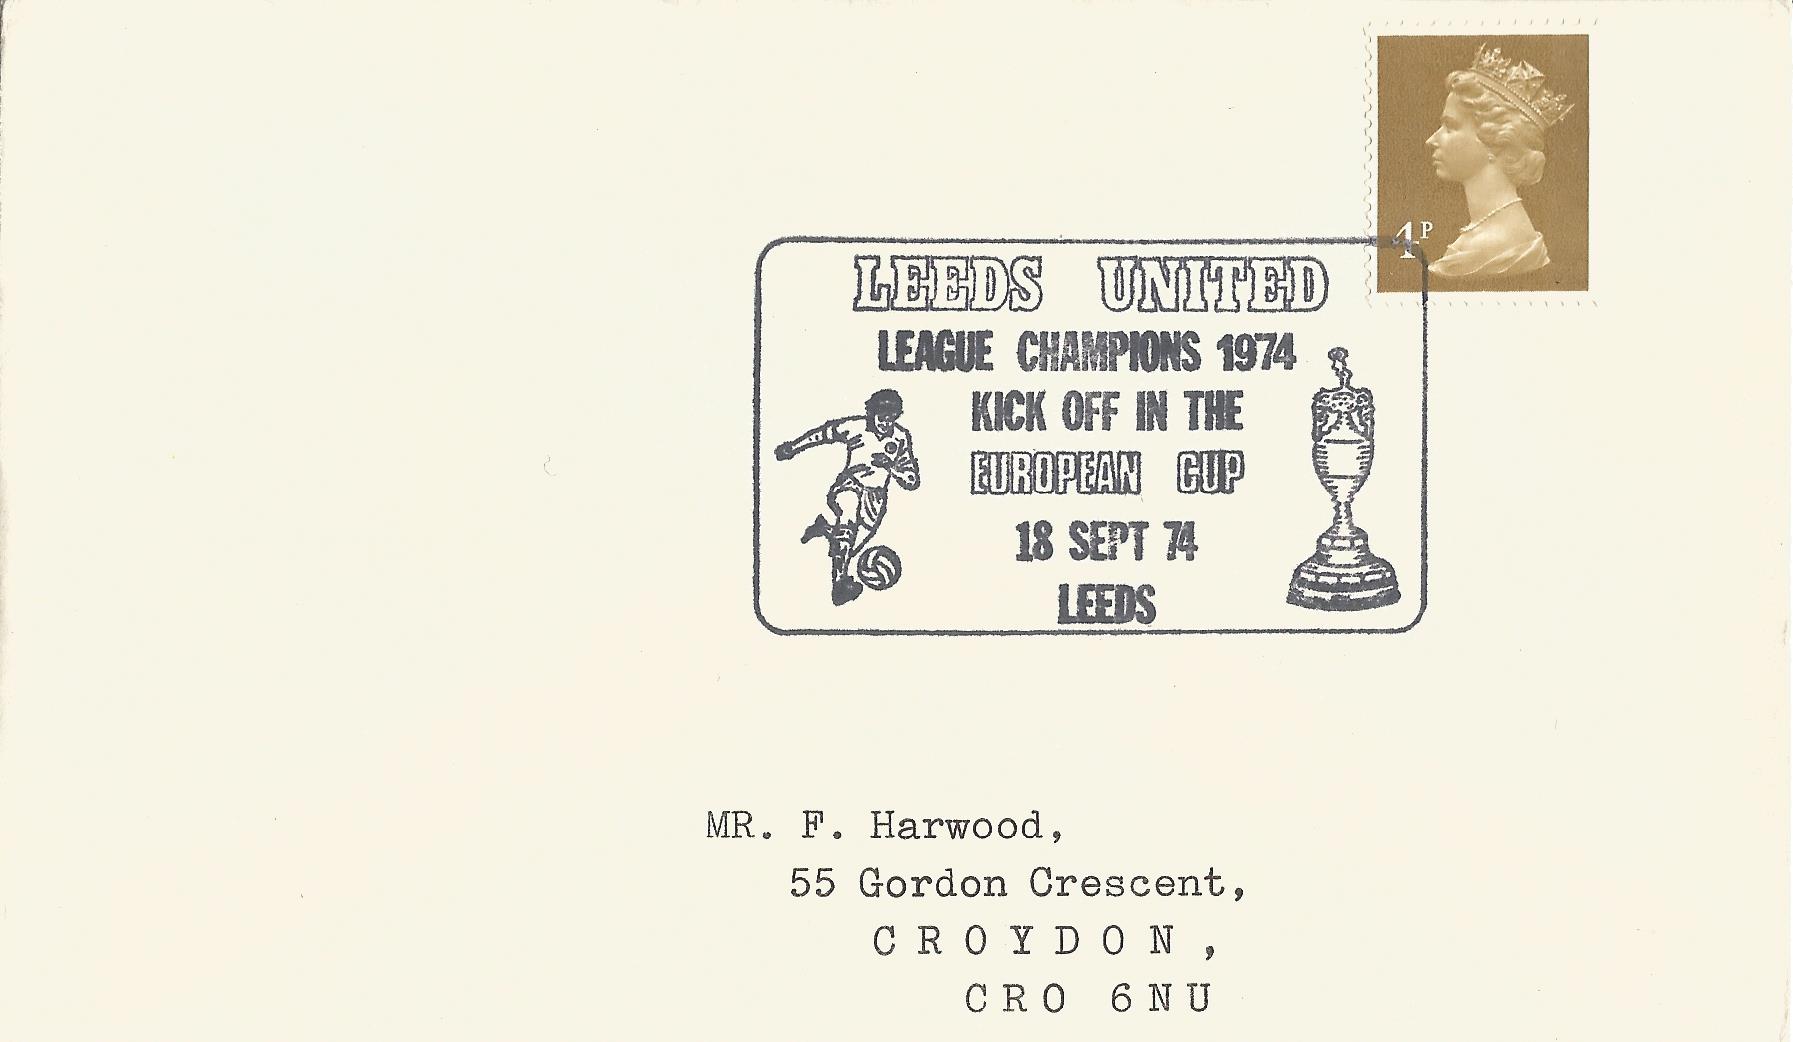 4P
LEEDS UNITED
LEAGUE CHAMPIONS 1974
KICK OFF IN THE
EUROPEAN CUP
18 SEPT 74
LEEDS
MR. F. Harwood,
55 Gordon Crescent,
CROYDON,
CRO 6NU